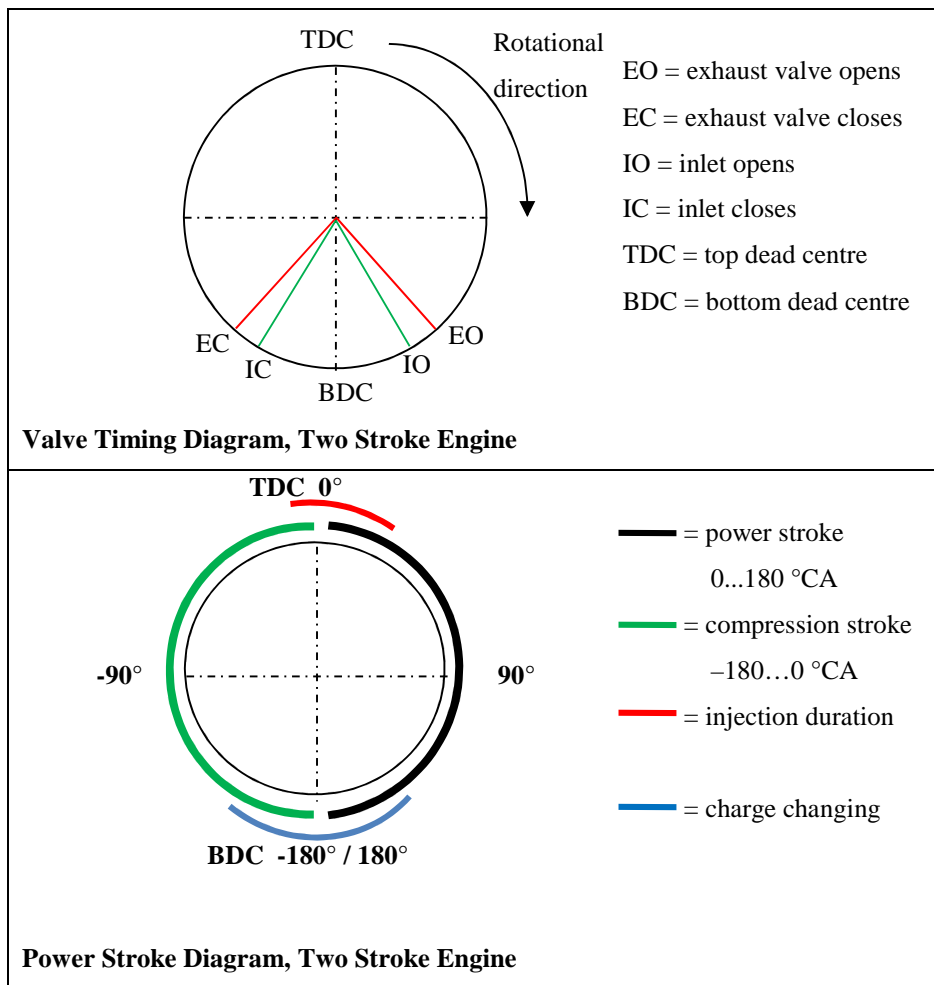 TDC
Rotational
direction
EO = exhaust valve opens
EC = exhaust valve closes
IO = inlet opens
IC = inlet closes
TDC = top dead centre
BDC = bottom dead centre
EC
IC
BDC
IO
EO
Valve Timing Diagram, Two Stroke Engine
TDC 0°
-90°
90°
BDC -180° / 180°
= power stroke
0...180 °CA
= compression stroke
–180…0 °CA
= injection duration
= charge changing
Power Stroke Diagram, Two Stroke Engine